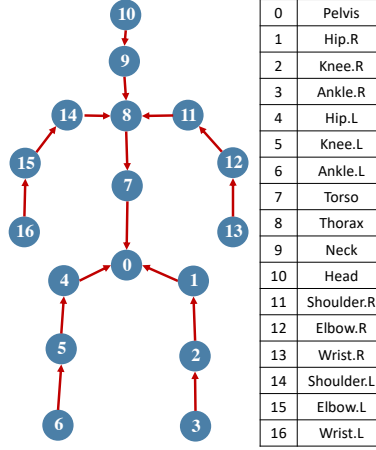 10
9
14
8
11
15
12
7
16
13
0
4
1
5
2
6
3
0 Pelvis
1 Hip.R
2 Knee.R
3 Ankle.R
4 Hip.L
5 Knee.L
6 Ankle.L
7 Torso
8 Thorax
9 Neck
10 Head
11 Shoulder.R
12 Elbow.R
13 Wrist.R
14 Shoulder.L
15 Elbow.L
16 Wrist.L